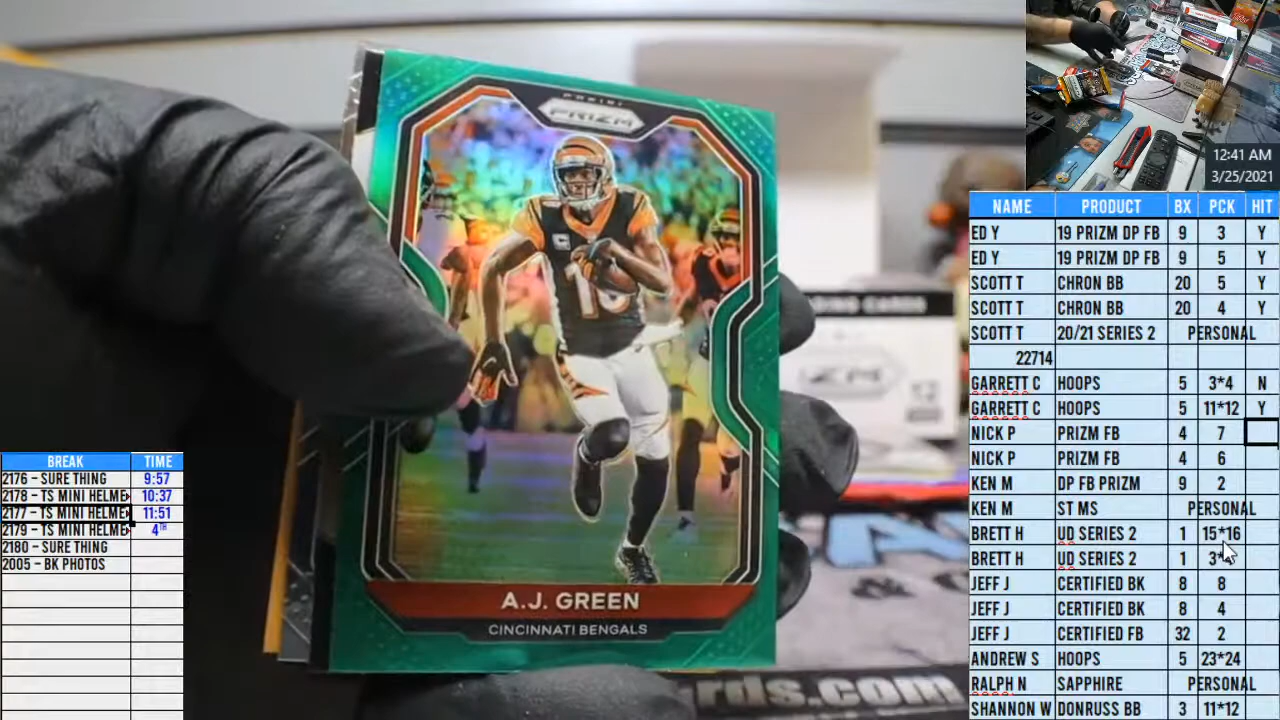 PANINI
PRIZM
18
A.J. GREEN
CINCINNATI BENGALS
12:41 AM
3/25/2021
NAME PRODUCT BX PCK HIT
ED Y 19 PRIZM DP FB 9 3 Y
ED Y 19 PRIZM DP FB 9 5 Y
SCOTT T CHRON BB 20 5 Y
SCOTT T CHRON BB 20 4 Y
SCOTT T 20/21 SERIES 2 PERSONAL
22714
GARRETT C HOOPS 5 3*4 N
GARRETT C HOOPS 5 11*12 Y
NICK P PRIZM FB 4 7
NICK P PRIZM FB 4 6
KEN M DP FB PRIZM 9 2
KEN M ST MS PERSONAL
BRETT H UD SERIES 2 1 15*16
BRETT H UD SERIES 2 1
JEFF J CERTIFIED BK 8 8
JEFF J CERTIFIED BK 8 4
JEFF J CERTIFIED FB 32 2
ANDREW S HOOPS 5 23*24
RALPH N SAPPHIRE PERSONAL
SHANNON W DONRUSS BB 3 11*12
BREAK TIME
2176 – SURE THING 9:57
2178 – TS MINI HELME 10:37
2177 – TS MINI HELME 11:51
2179 – TS MINI HELME 4TH
2180 – SURE THING
2005 – BK PHOTOS
rds.com